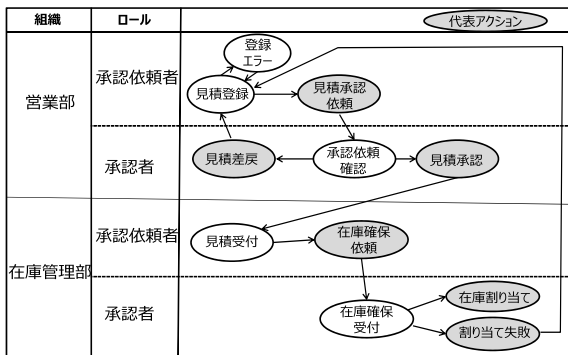 組織
ロール
代表アクション
営業部
承認依頼者
登録
エラー
見積登録
見積承認
依頼
承認者
見積差戻
承認依頼
確認
見積承認
在庫管理部
承認依頼者
見積受付
在庫確保
依頼
承認者
在庫確保
受付
在庫割り当て
割り当て失敗